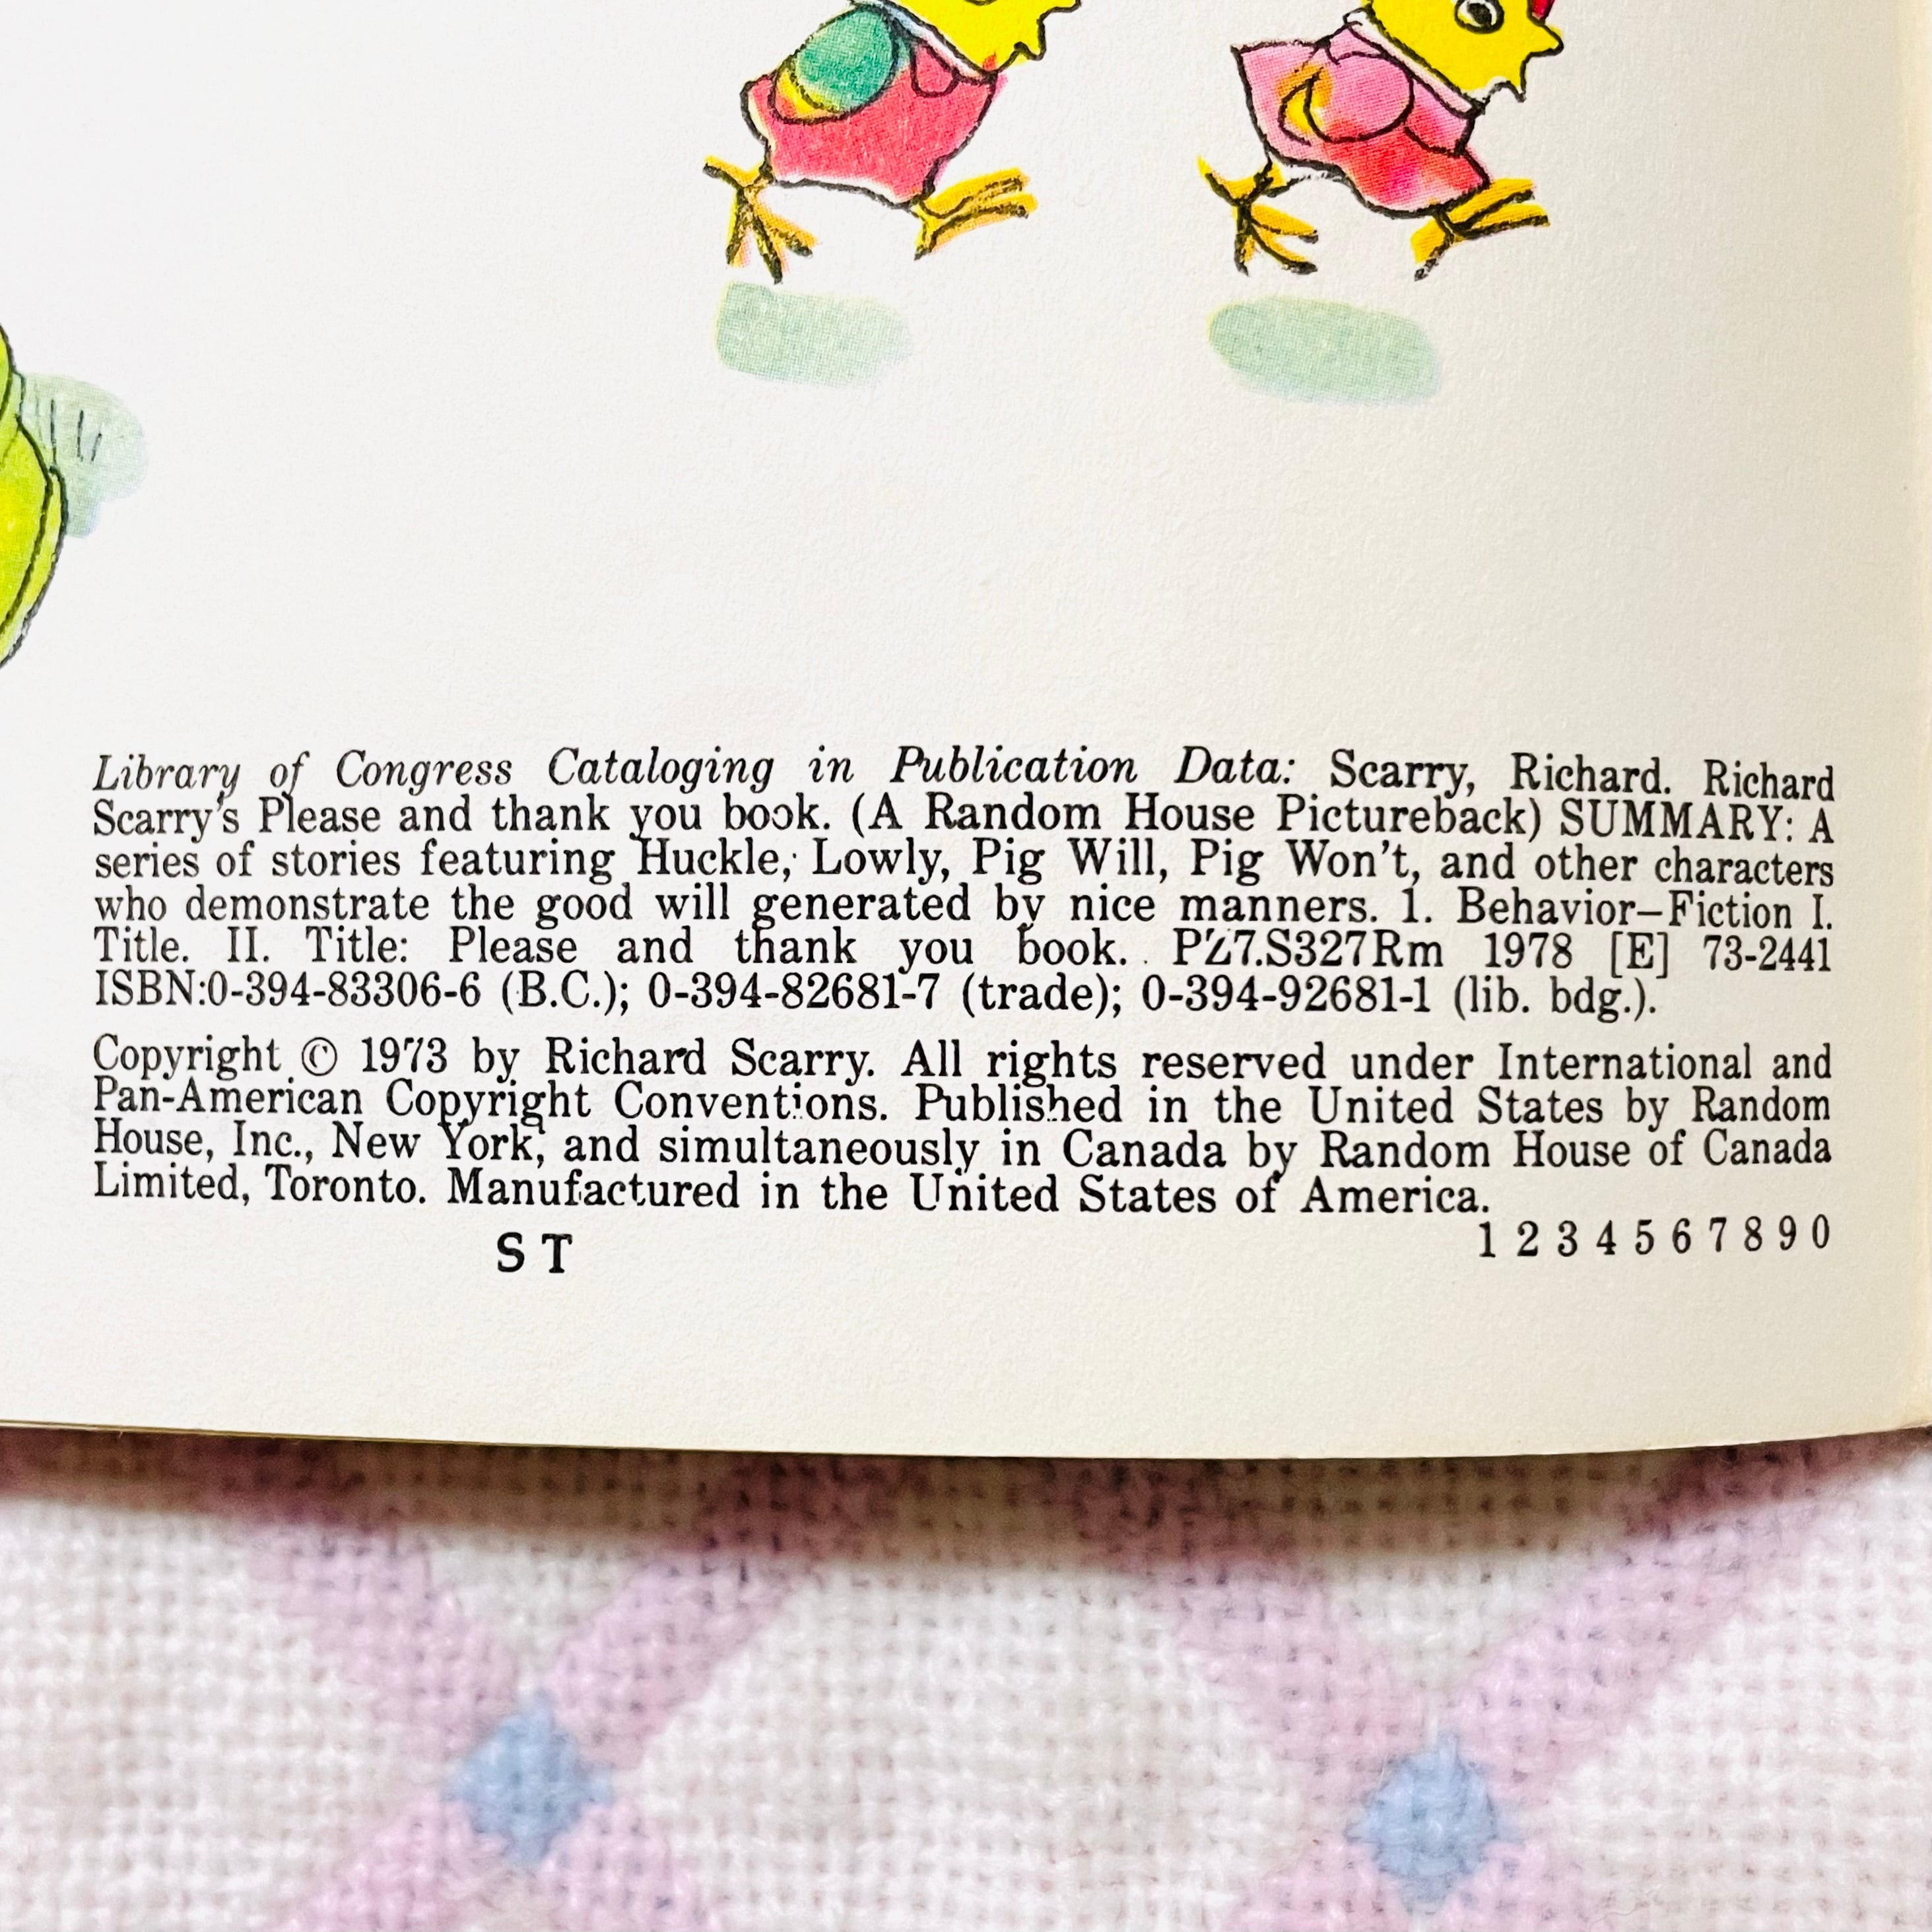 Library of Congress Cataloging in Publication Data: Scarry, Richard. Richard
Scarry's Please and thank you book. (A Random House Pictureback) SUMMARY: A
series of stories featuring Huckle, Lowly, Pig Will, Pig Won't, and other characters
who demonstrate the good will generated by nice manners. 1. Behavior–Fiction I.
Title. II. Title: Please and thank you book. PZ7.S327Rm 1978 [E] 73-2441
ISBN:0-394-83306-6 (B.C.); 0-394-82681-7 (trade); 0-394-92681-1 (lib. bdg.).
Copyright © 1973 by Richard Scarry. All rights reserved under International and
Pan-American Copyright Conventions. Published in the United States by Random
House, Inc., New York, and simultaneously in Canada by Random House of Canada
Limited, Toronto. Manufactured in the United States of America.
S T 1 2 3 4 5 6 7 8 9 0